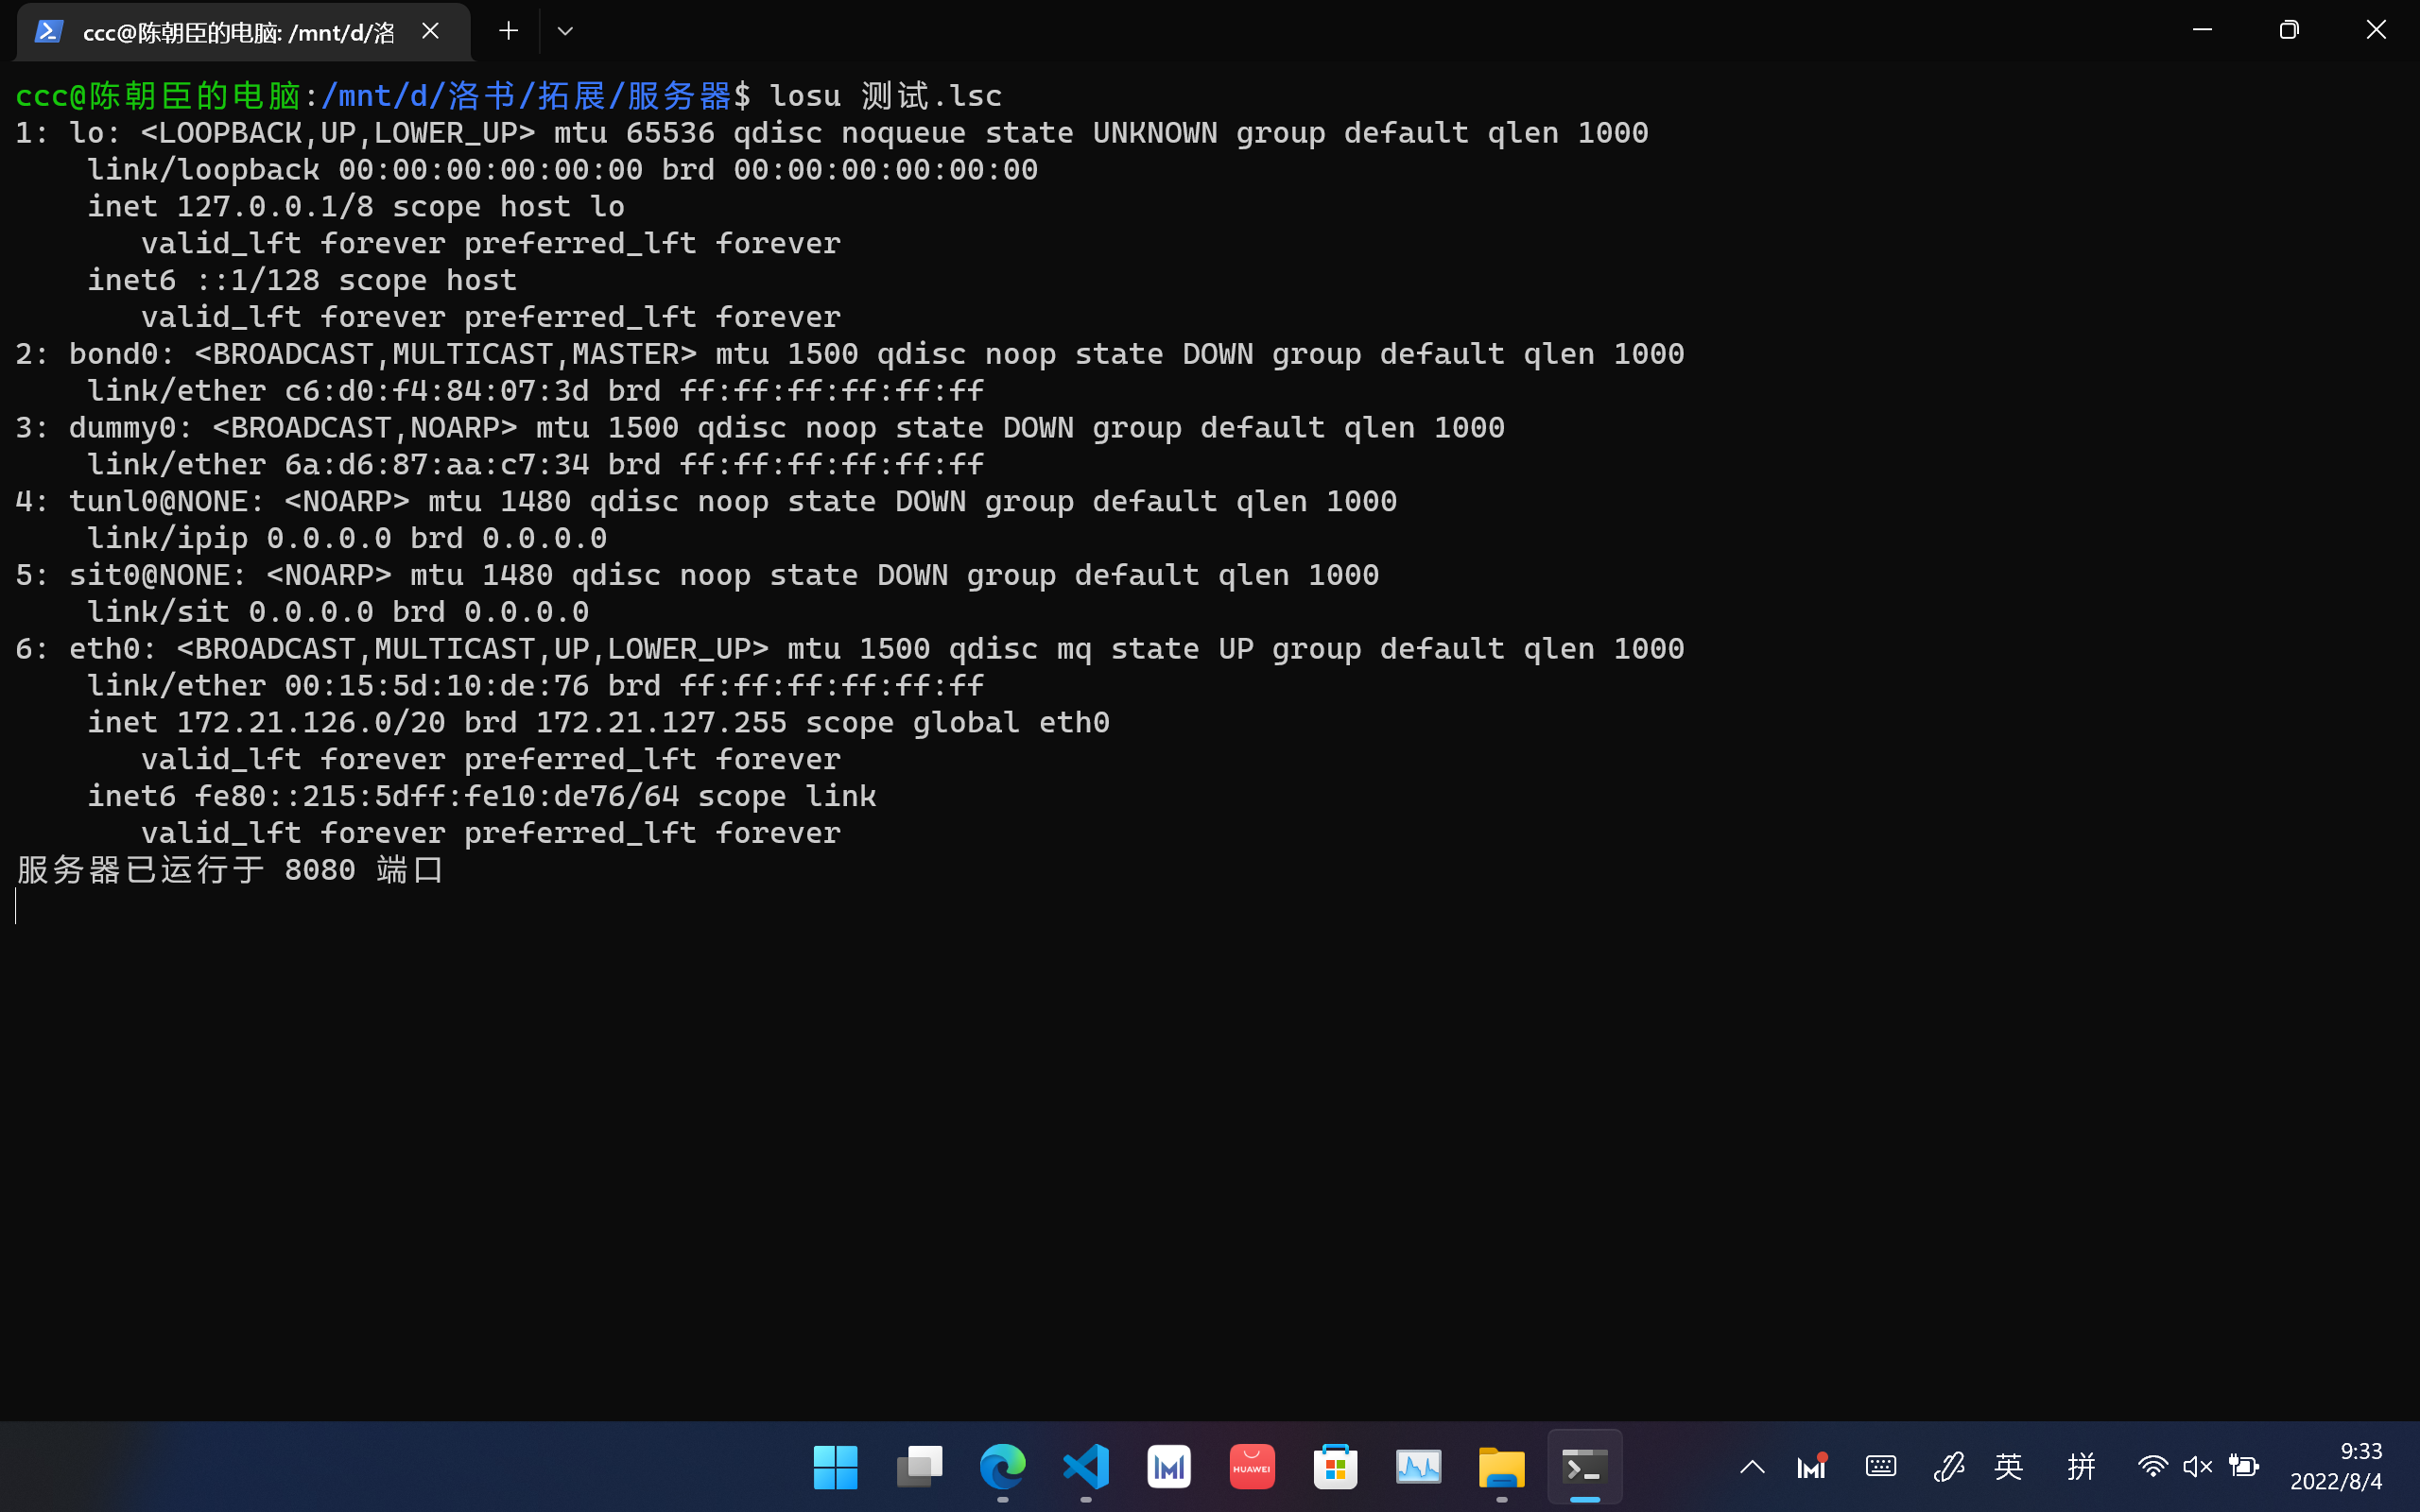 ccc@陈朝臣的电脑: /mnt/d/洛
ccc@陈朝臣的电脑:/mnt/d/洛书/拓展/服务器$ losu 测试.lsc
1: lo: <LOOPBACK,UP,LOWER_UP> mtu 65536 qdisc noqueue state UNKNOWN group default qlen 1000
    link/loopback 00:00:00:00:00:00 brd 00:00:00:00:00:00
    inet 127.0.0.1/8 scope host lo
       valid_lft forever preferred_lft forever
    inet6 ::1/128 scope host
       valid_lft forever preferred_lft forever
2: bond0: <BROADCAST,MULTICAST,MASTER> mtu 1500 qdisc noop state DOWN group default qlen 1000
    link/ether c6:d0:f4:84:07:3d brd ff:ff:ff:ff:ff:ff
3: dummy0: <BROADCAST,NOARP> mtu 1500 qdisc noop state DOWN group default qlen 1000
    link/ether 6a:d6:87:aa:c7:34 brd ff:ff:ff:ff:ff:ff
4: tunl0@NONE: <NOARP> mtu 1480 qdisc noop state DOWN group default qlen 1000
    link/ipip 0.0.0.0 brd 0.0.0.0
5: sit0@NONE: <NOARP> mtu 1480 qdisc noop state DOWN group default qlen 1000
    link/sit 0.0.0.0 brd 0.0.0.0
6: eth0: <BROADCAST,MULTICAST,UP,LOWER_UP> mtu 1500 qdisc mq state UP group default qlen 1000
    link/ether 00:15:5d:10:de:76 brd ff:ff:ff:ff:ff:ff
    inet 172.21.126.0/20 brd 172.21.127.255 scope global eth0
       valid_lft forever preferred_lft forever
    inet6 fe80::215:5dff:fe10:de76/64 scope link
       valid_lft forever preferred_lft forever
服务器已运行于 8080 端口
HUAWEI
英 拼
9:33
2022/8/4